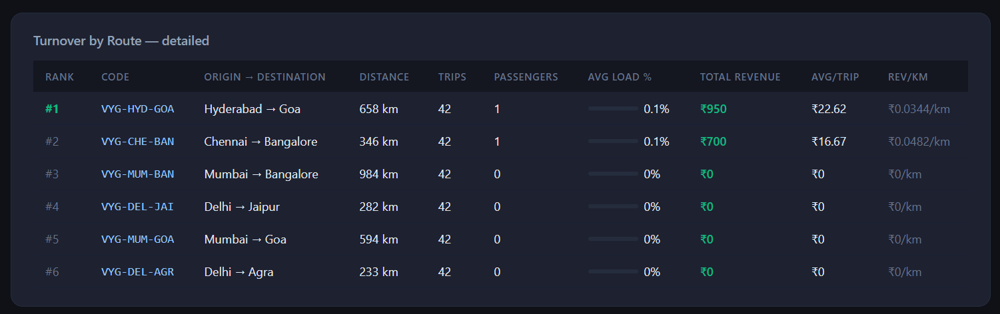 Turnover by Route — detailed
RANK CODE ORIGIN → DESTINATION DISTANCE TRIPS PASSENGERS AVG LOAD % TOTAL REVENUE AVG/TRIP REV/KM
#1 VYG-HYD-GOA Hyderabad → Goa 658 km 42 1 0.1% ₹950 ₹22.62 ₹0.0344/km
#2 VYG-CHE-BAN Chennai → Bangalore 346 km 42 1 0.1% ₹700 ₹16.67 ₹0.0482/km
#3 VYG-MUM-BAN Mumbai → Bangalore 984 km 42 0 0% ₹0 ₹0 ₹0/km
#4 VYG-DEL-JAI Delhi → Jaipur 282 km 42 0 0% ₹0 ₹0 ₹0/km
#5 VYG-MUM-GOA Mumbai → Goa 594 km 42 0 0% ₹0 ₹0 ₹0/km
#6 VYG-DEL-AGR Delhi → Agra 233 km 42 0 0% ₹0 ₹0 ₹0/km